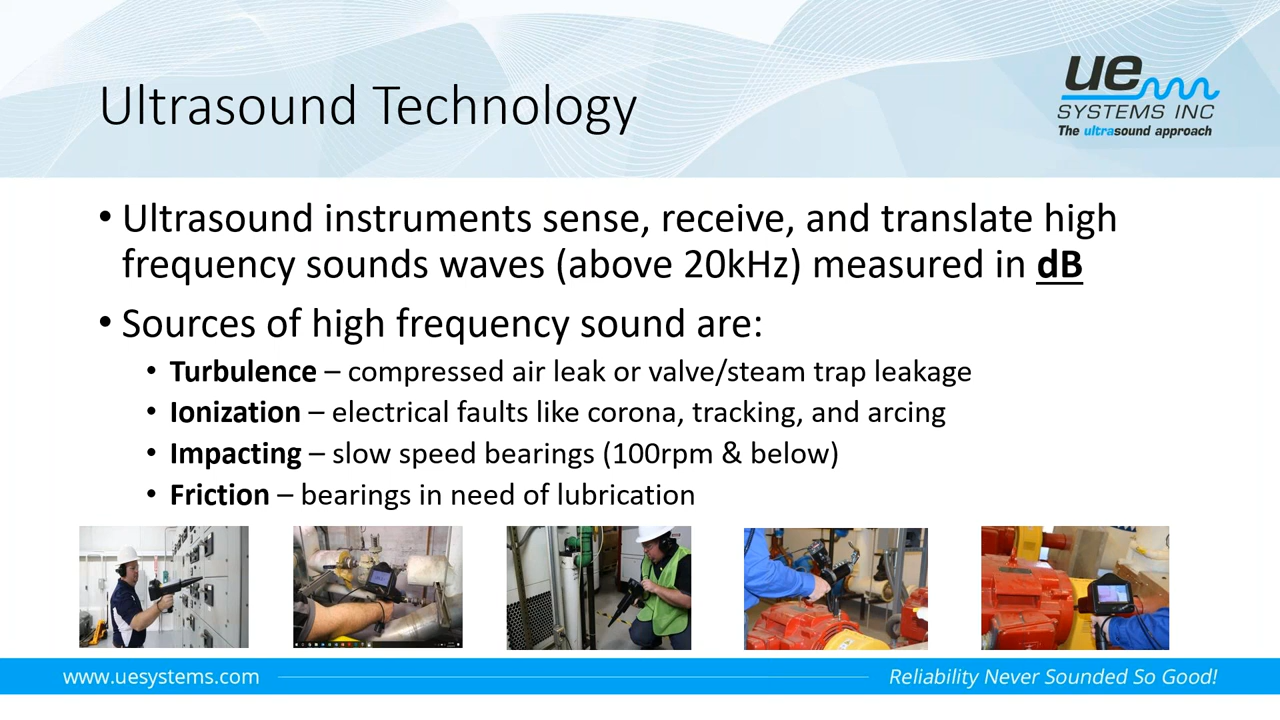 Ultrasound Technology
ue
SYSTEMS INC
The ultrasound approach
• Ultrasound instruments sense, receive, and translate high
frequency sounds waves (above 20kHz) measured in dB
• Sources of high frequency sound are:
• Turbulence – compressed air leak or valve/steam trap leakage
• Ionization – electrical faults like corona, tracking, and arcing
• Impacting – slow speed bearings (100rpm & below)
• Friction – bearings in need of lubrication
www.uesystems.com
Reliability Never Sounded So Good!